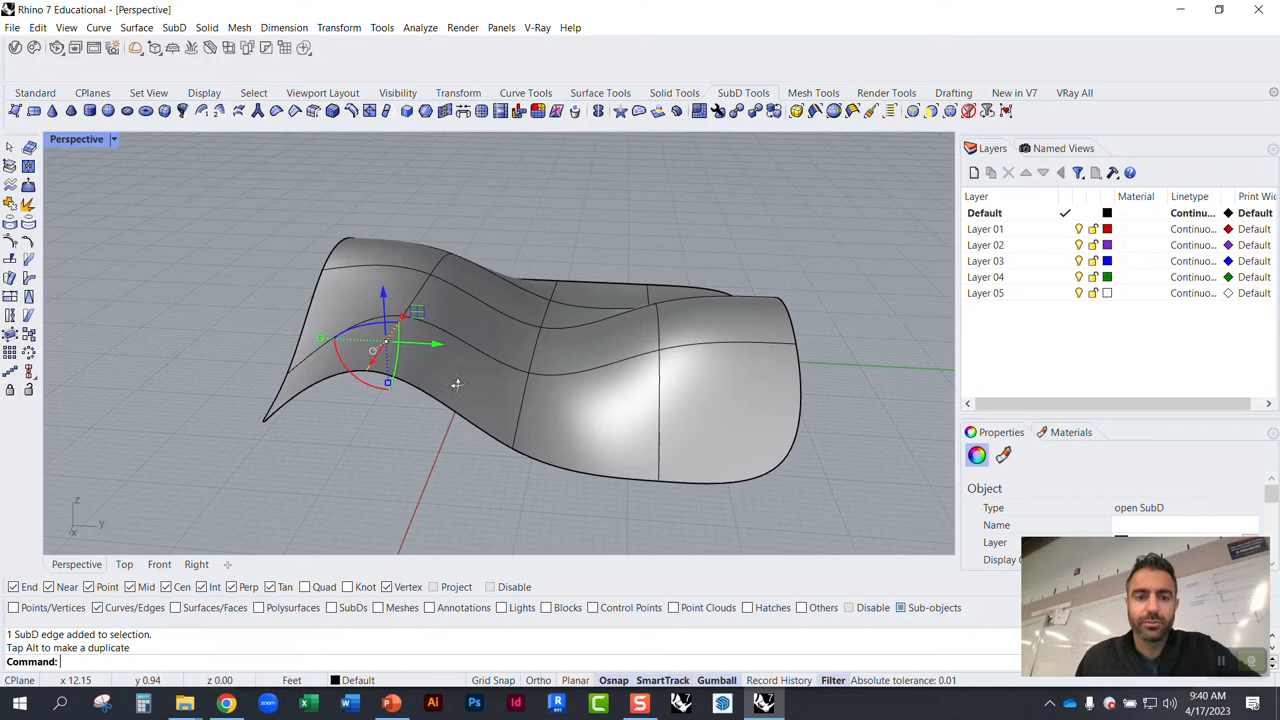 Rhino 7 Educational - [Perspective]
File Edit View Curve Surface SubD Solid Mesh Dimension Transform Tools Analyze Render Panels V-Ray Help
Standard CPlanes Set View Display Select Viewport Layout Visibility Transform Curve Tools Surface Tools Solid Tools SubD Tools Mesh Tools Render Tools Drafting New in V7 VRay All
Perspective
Layers Named Views
Layer Material Linetype Print Wi
Default Continu... Default
Layer 01 Continuo... Default
Layer 02 Continuo... Default
Layer 03 Continuo... Default
Layer 04 Continuo... Default
Layer 05 Continuo... Default
Properties Materials
Object
Type open SubD
Name
Layer
Display C
z
y
x
Perspective Top Front Right
End Near Point Mid Cen Int Perp Tan Quad Knot Vertex Project Disable
Points/Vertices Curves/Edges Surfaces/Faces Polysurfaces SubDs Meshes Annotations Lights Blocks Control Points Point Clouds Hatches Others Disable Sub-objects
1 SubD edge added to selection.
Tap Alt to make a duplicate
Command:
CPlane x 12.15 y 0.94 z 0.00 Feet Default Grid Snap Ortho Planar Osnap SmartTrack Gumball Record History Filter Absolute tolerance: 0.01
9:40 AM
4/17/2023